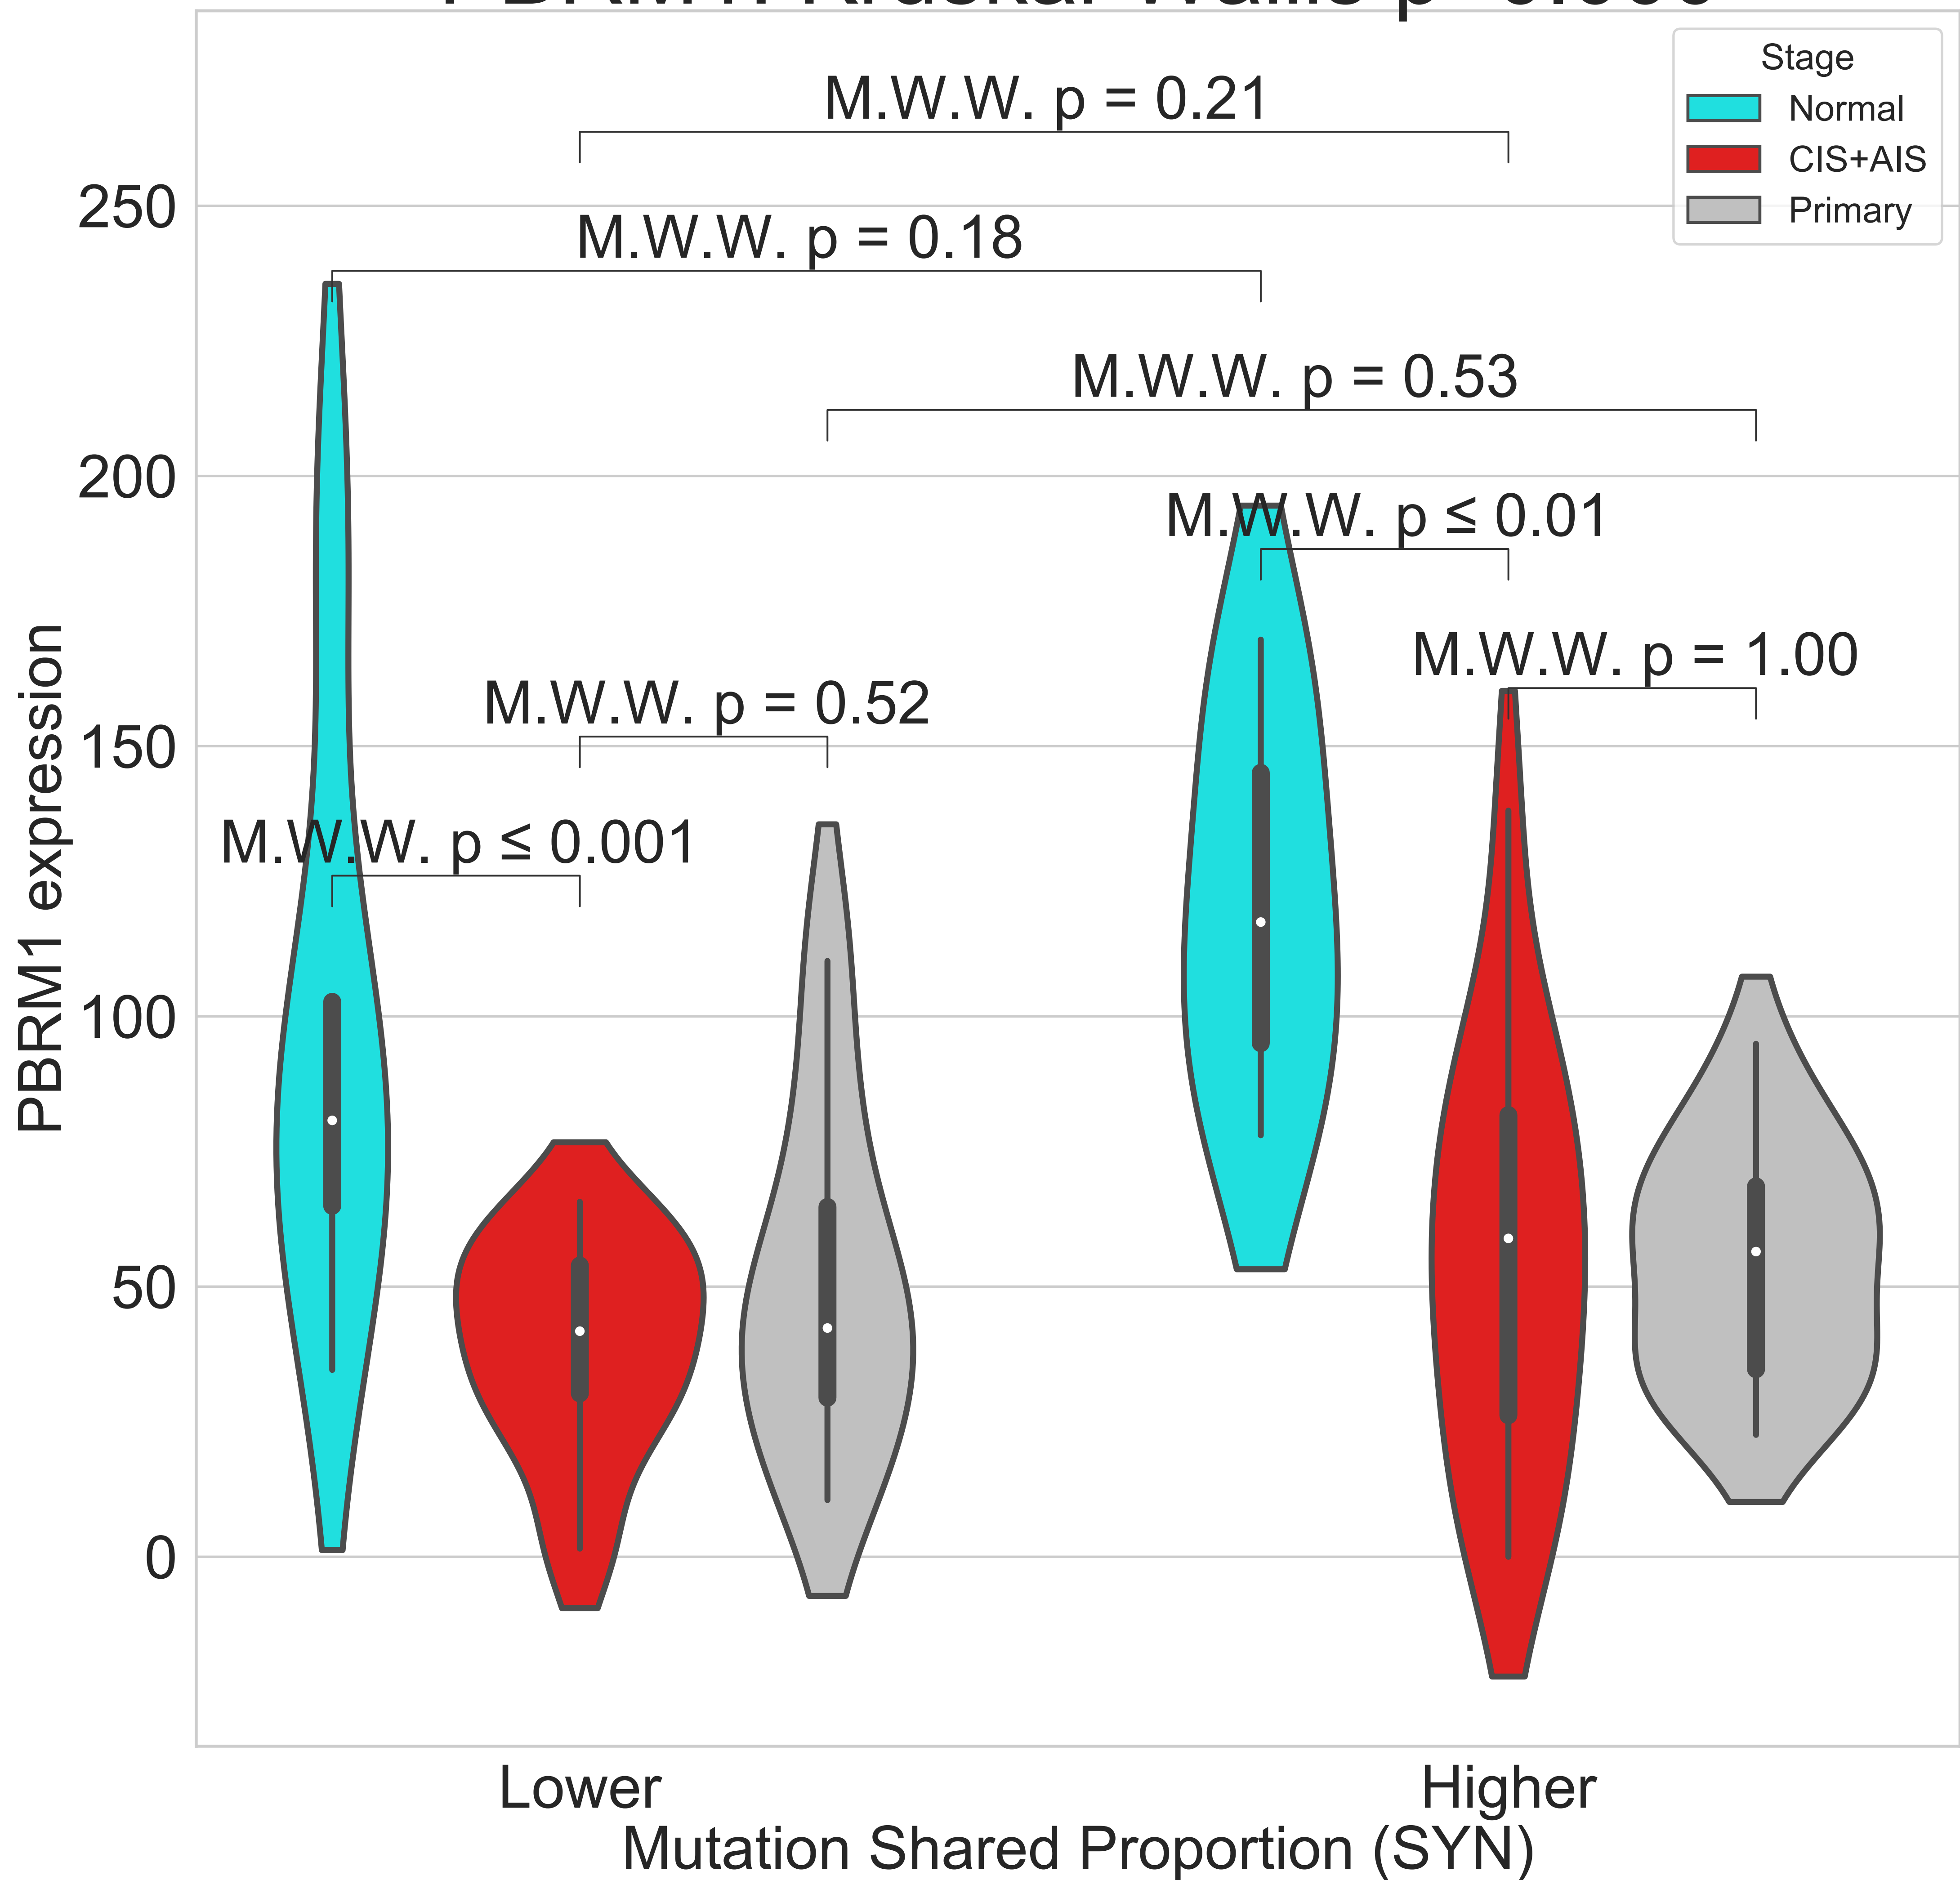 Stage
Normal
CIS+AIS
Primary
M.W.W. p = 0.21
M.W.W. p = 0.18
M.W.W. p = 0.53
M.W.W. p ≤ 0.01
M.W.W. p = 1.00
M.W.W. p = 0.52
M.W.W. p ≤ 0.001
PBRM1 expression
250
200
150
100
50
0
Lower
Higher
Mutation Shared Proportion (SYN)